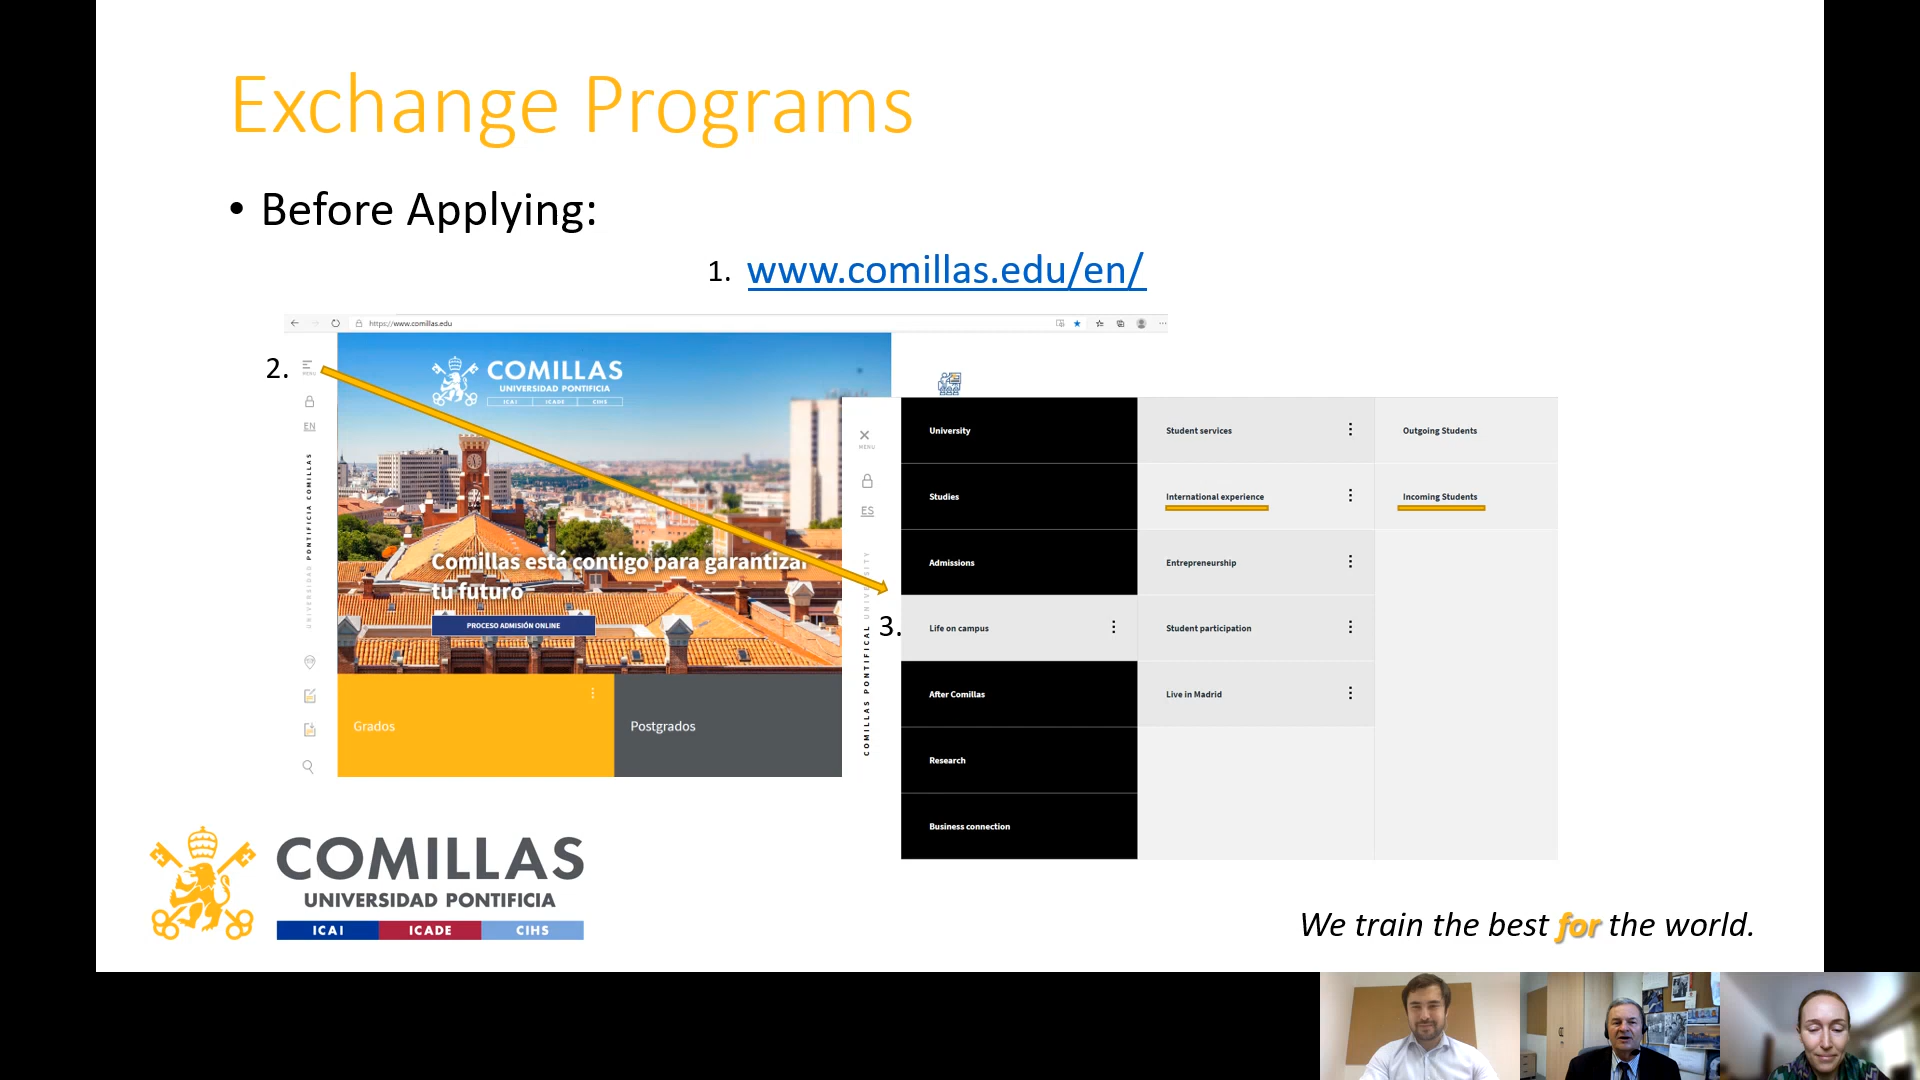 Exchange Programs
• Before Applying:
1. www.comillas.edu/en/
https://www.comillas.edu
2.
MENU
EN
UNIVERSIDAD PONTIFICIA COMILLAS
COMILLAS
UNIVERSIDAD PONTIFICIA
ICAI ICADE CIHS
Comillas está contigo para garantizar
tu futuro
PROCESO ADMISIÓN ONLINE
Grados
Postgrados
MENU
ES
COMILLAS PONTIFICAL UNIVERSITY
3.
University
Studies
Admissions
Life on campus
After Comillas
Research
Business connection
Student services
International experience
Entrepreneurship
Student participation
Live in Madrid
Outgoing Students
Incoming Students
COMILLAS
UNIVERSIDAD PONTIFICIA
ICAI ICADE CIHS
We train the best for the world.